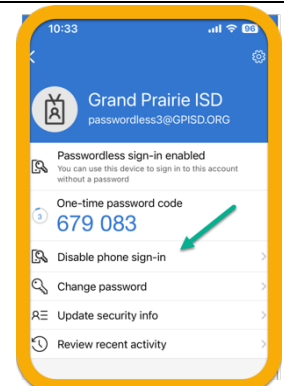 10:33
96
Grand Prairie ISD
passwordless3@GPISD.ORG
Passwordless sign-in enabled
You can use this device to sign in to this account
without a password
One-time password code
3
679 083
Disable phone sign-in
Change password
Update security info
Review recent activity